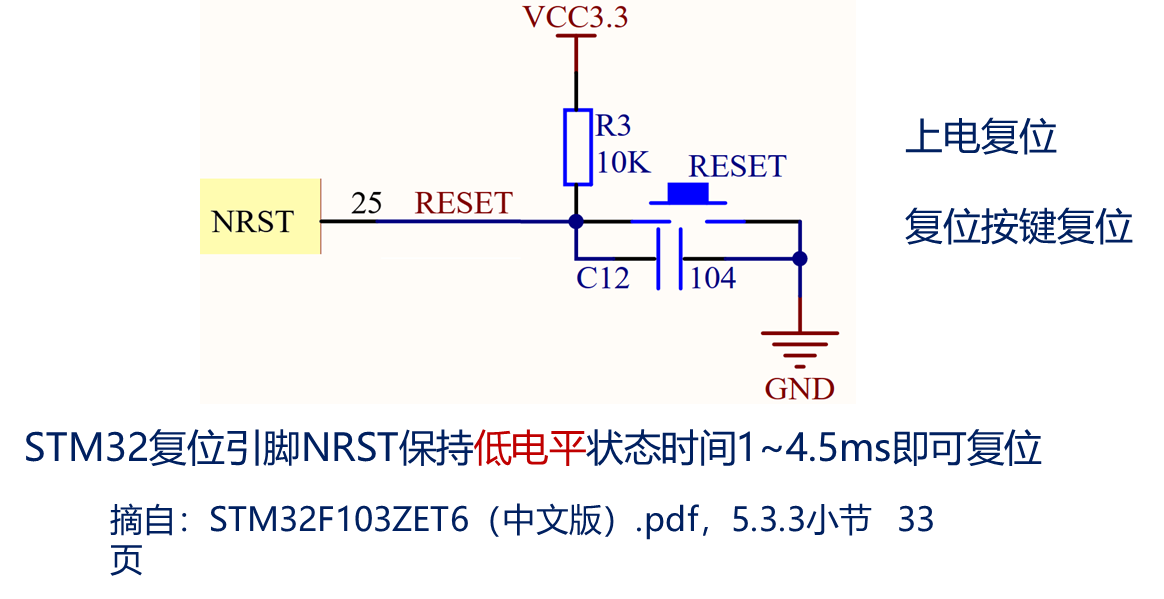 VCC3.3
R3
10K
RESET
上电复位
NRST
25
RESET
复位按键复位
C12
104
GND
STM32复位引脚NRST保持低电平状态时间1~4.5ms即可复位
摘自：STM32F103ZET6（中文版）.pdf，5.3.3小节 33
页